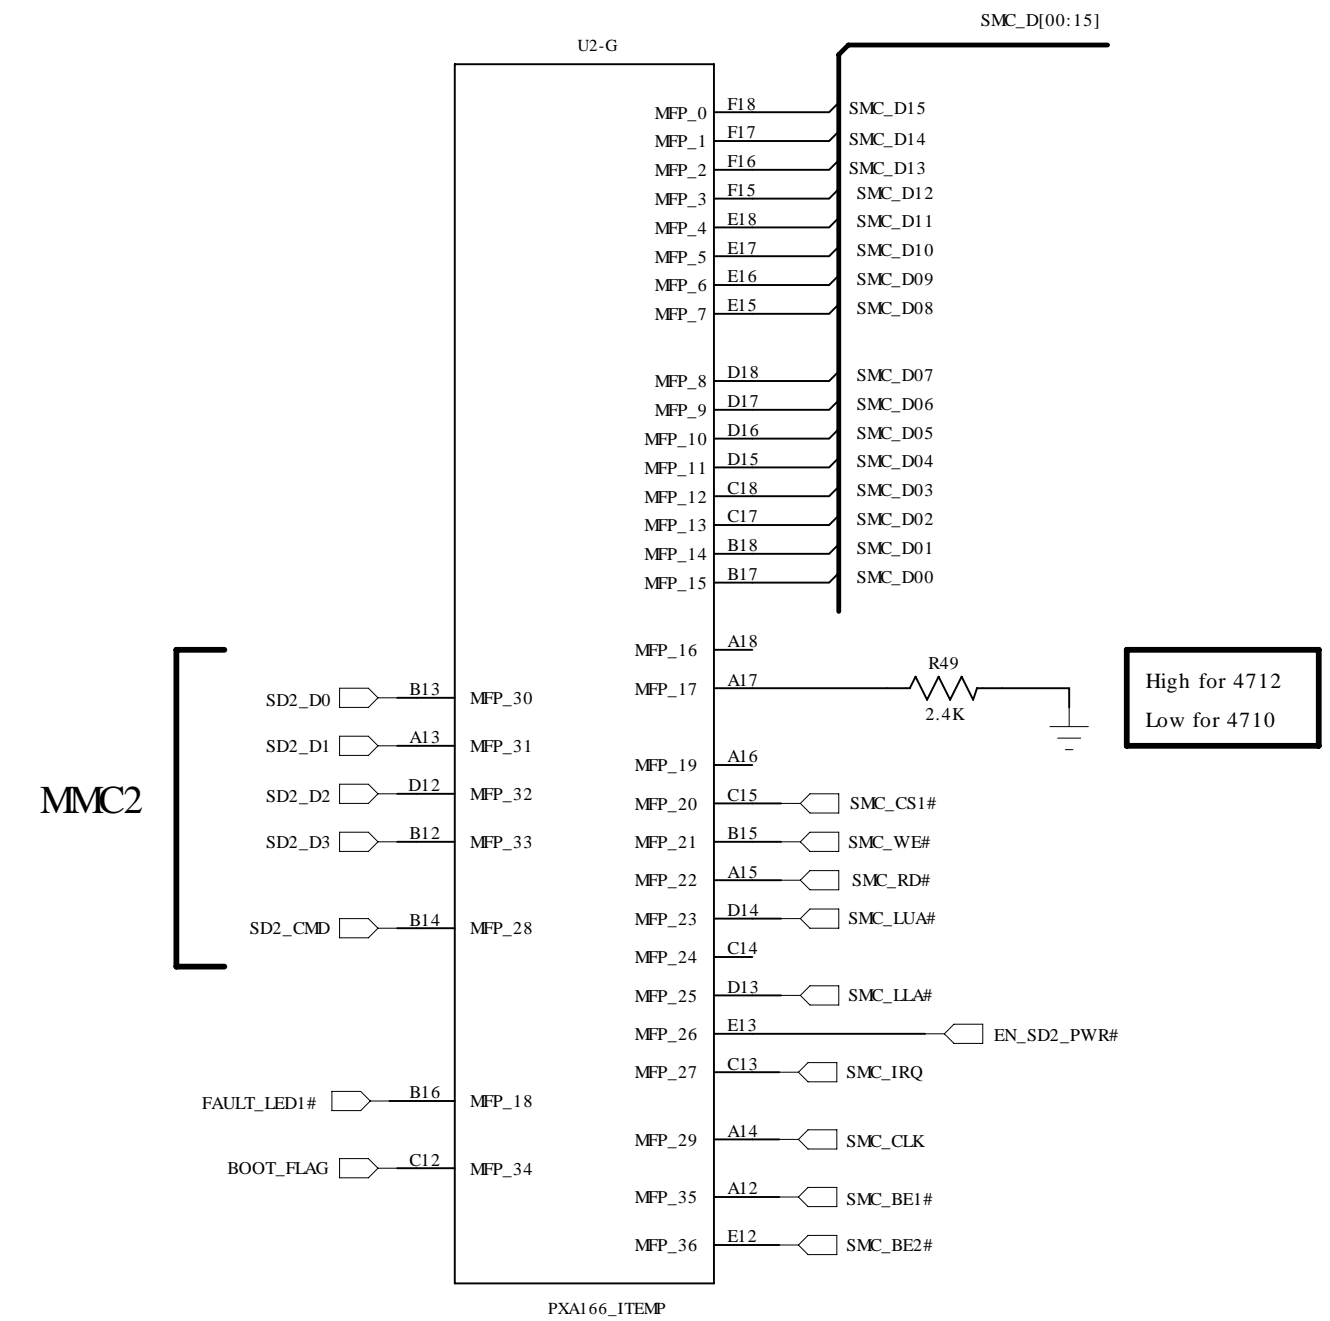 SMC_D[00:15]
U2-G
MFP_0 F18 SMC_D15
MFP_1 F17 SMC_D14
MFP_2 F16 SMC_D13
MFP_3 F15 SMC_D12
MFP_4 E18 SMC_D11
MFP_5 E17 SMC_D10
MFP_6 E16 SMC_D09
MFP_7 E15 SMC_D08
MFP_8 D18 SMC_D07
MFP_9 D17 SMC_D06
MFP_10 D16 SMC_D05
MFP_11 D15 SMC_D04
MFP_12 C18 SMC_D03
MFP_13 C17 SMC_D02
MFP_14 B18 SMC_D01
MFP_15 B17 SMC_D00
MFP_16 A18
MFP_17 A17 R49
2.4K
High for 4712
Low for 4710
SD2_D0 B13 MFP_30
SD2_D1 A13 MFP_31
SD2_D2 D12 MFP_32
SD2_D3 B12 MFP_33
MMC2
SD2_CMD B14 MFP_28
MFP_19 A16
MFP_20 C15 SMC_CS1#
MFP_21 B15 SMC_WE#
MFP_22 A15 SMC_RD#
MFP_23 D14 SMC_LUA#
MFP_24 C14
MFP_25 D13 SMC_LLA#
MFP_26 E13 EN_SD2_PWR#
MFP_27 C13 SMC_IRQ
FAULT_LED1# B16 MFP_18
MFP_29 A14 SMC_CLK
BOOT_FLAG C12 MFP_34
MFP_35 A12 SMC_BE1#
MFP_36 E12 SMC_BE2#
PXA166_ITEMP